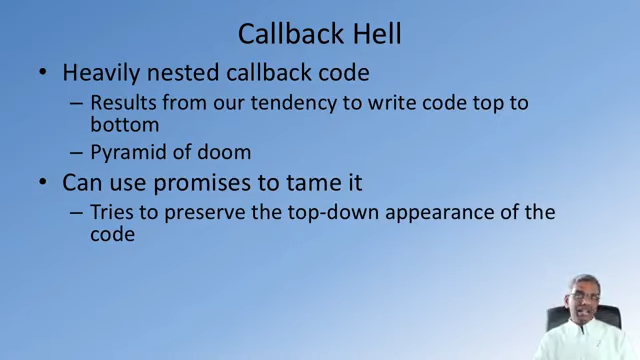 Callback Hell
• Heavily nested callback code
– Results from our tendency to write code top to
bottom
– Pyramid of doom
• Can use promises to tame it
– Tries to preserve the top-down appearance of the
code